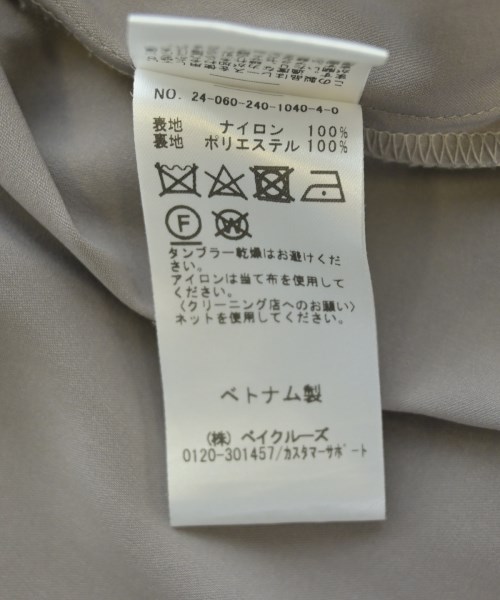 NO. 24-060-240-1040-4-0
表地 ナイロン 100%
裏地 ポリエステル 100%
F W
タンブラー乾燥はお避けくだ
さい。
アイロンは当て布を使用して
ください。
〈クリーニング店へのお願い〉
ネットを使用してください。
ベトナム製
(株) ベイクルーズ
0120-301457/カスタマーサポート